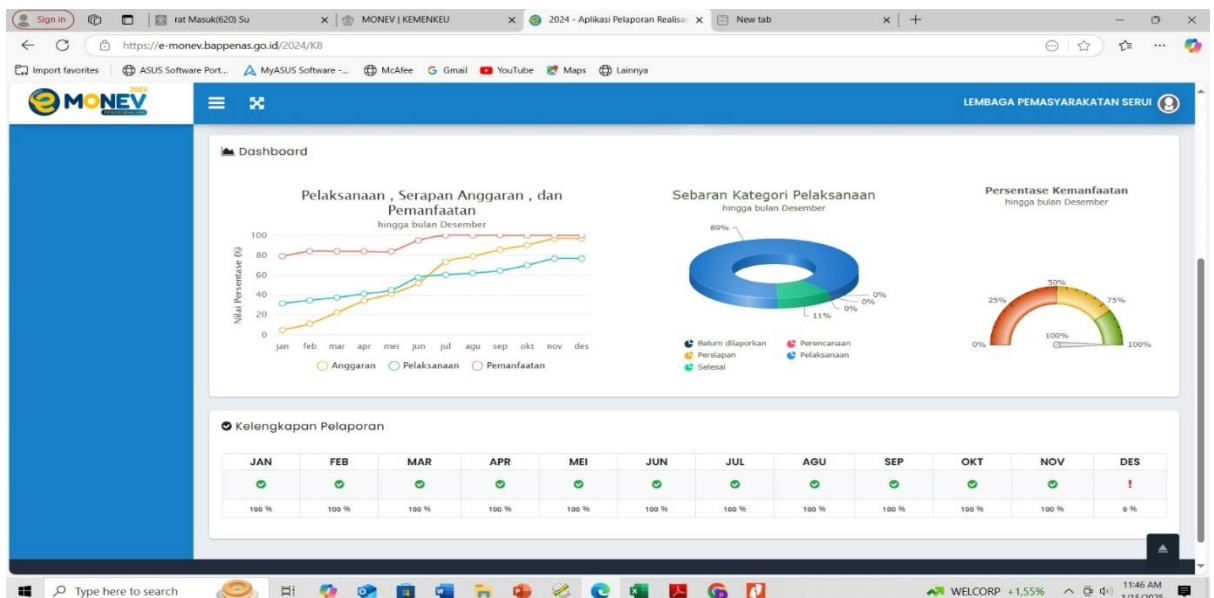 Sign in
rat Masuk(620) Su
MONEV | KEMENKEU
2024 - Aplikasi Pelaporan Realisa
New tab
https://e-monev.bappenas.go.id/2024/K8
Import favorites
ASUS Software Port...
MyASUS Software -...
McAfee
Gmail
YouTube
Maps
Lainnya
2024
eMONEV
LEMBAGA PEMASYARAKATAN SERUI
Dashboard
Pelaksanaan , Serapan Anggaran , dan
Pemanfaatan
hingga bulan Desember
Nilai Persentase (%)
100
80
60
40
20
0
jan feb mar apr mei jun jul agu sep okt nov des
Anggaran Pelaksanaan Pemanfaatan
Sebaran Kategori Pelaksanaan
hingga bulan Desember
89%
0%
0%
0%
11%
Belum dilaporkan Perencanaan
Persiapan Pelaksanaan
Selesai
Persentase Kemanfaatan
hingga bulan Desember
50%
25% 75%
100%
0% 100%
Kelengkapan Pelaporan
JAN FEB MAR APR MEI JUN JUL AGU SEP OKT NOV DES
!
100 % 100 % 100 % 100 % 100 % 100 % 100 % 100 % 100 % 100 % 100 % 0 %
Type here to search
WELCORP +1,55%
11:46 AM
1/15/2025